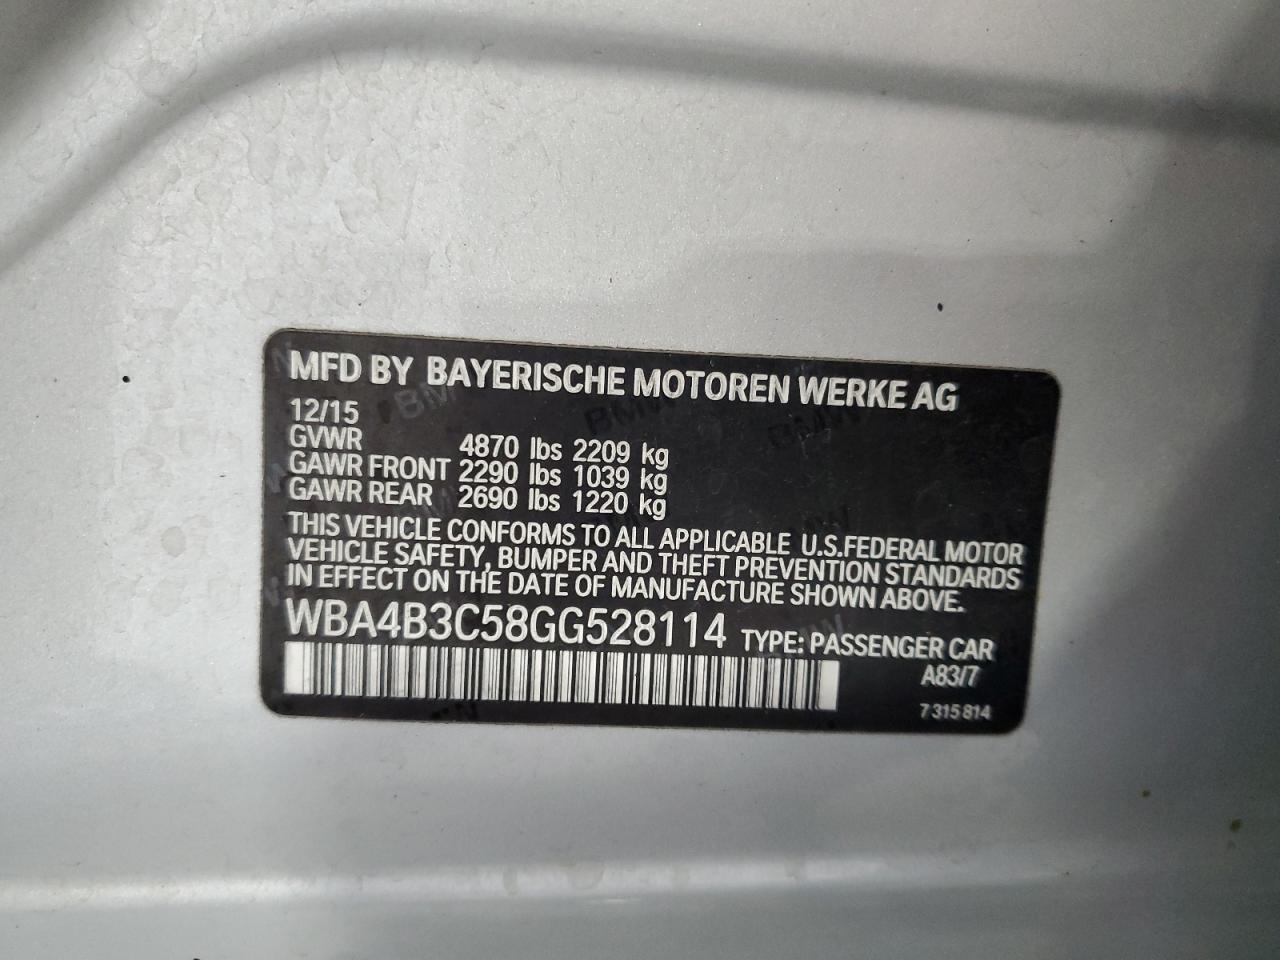 MFD BY BAYERISCHE MOTOREN WERKE AG
12/15
GVWR 4870 lbs 2209 kg
GAWR FRONT 2290 lbs 1039 kg
GAWR REAR 2690 lbs 1220 kg
THIS VEHICLE CONFORMS TO ALL APPLICABLE U.S.FEDERAL MOTOR
VEHICLE SAFETY, BUMPER AND THEFT PREVENTION STANDARDS
IN EFFECT ON THE DATE OF MANUFACTURE SHOWN ABOVE.
WBA4B3C58GG528114 TYPE: PASSENGER CAR
A83/7
7 315 814